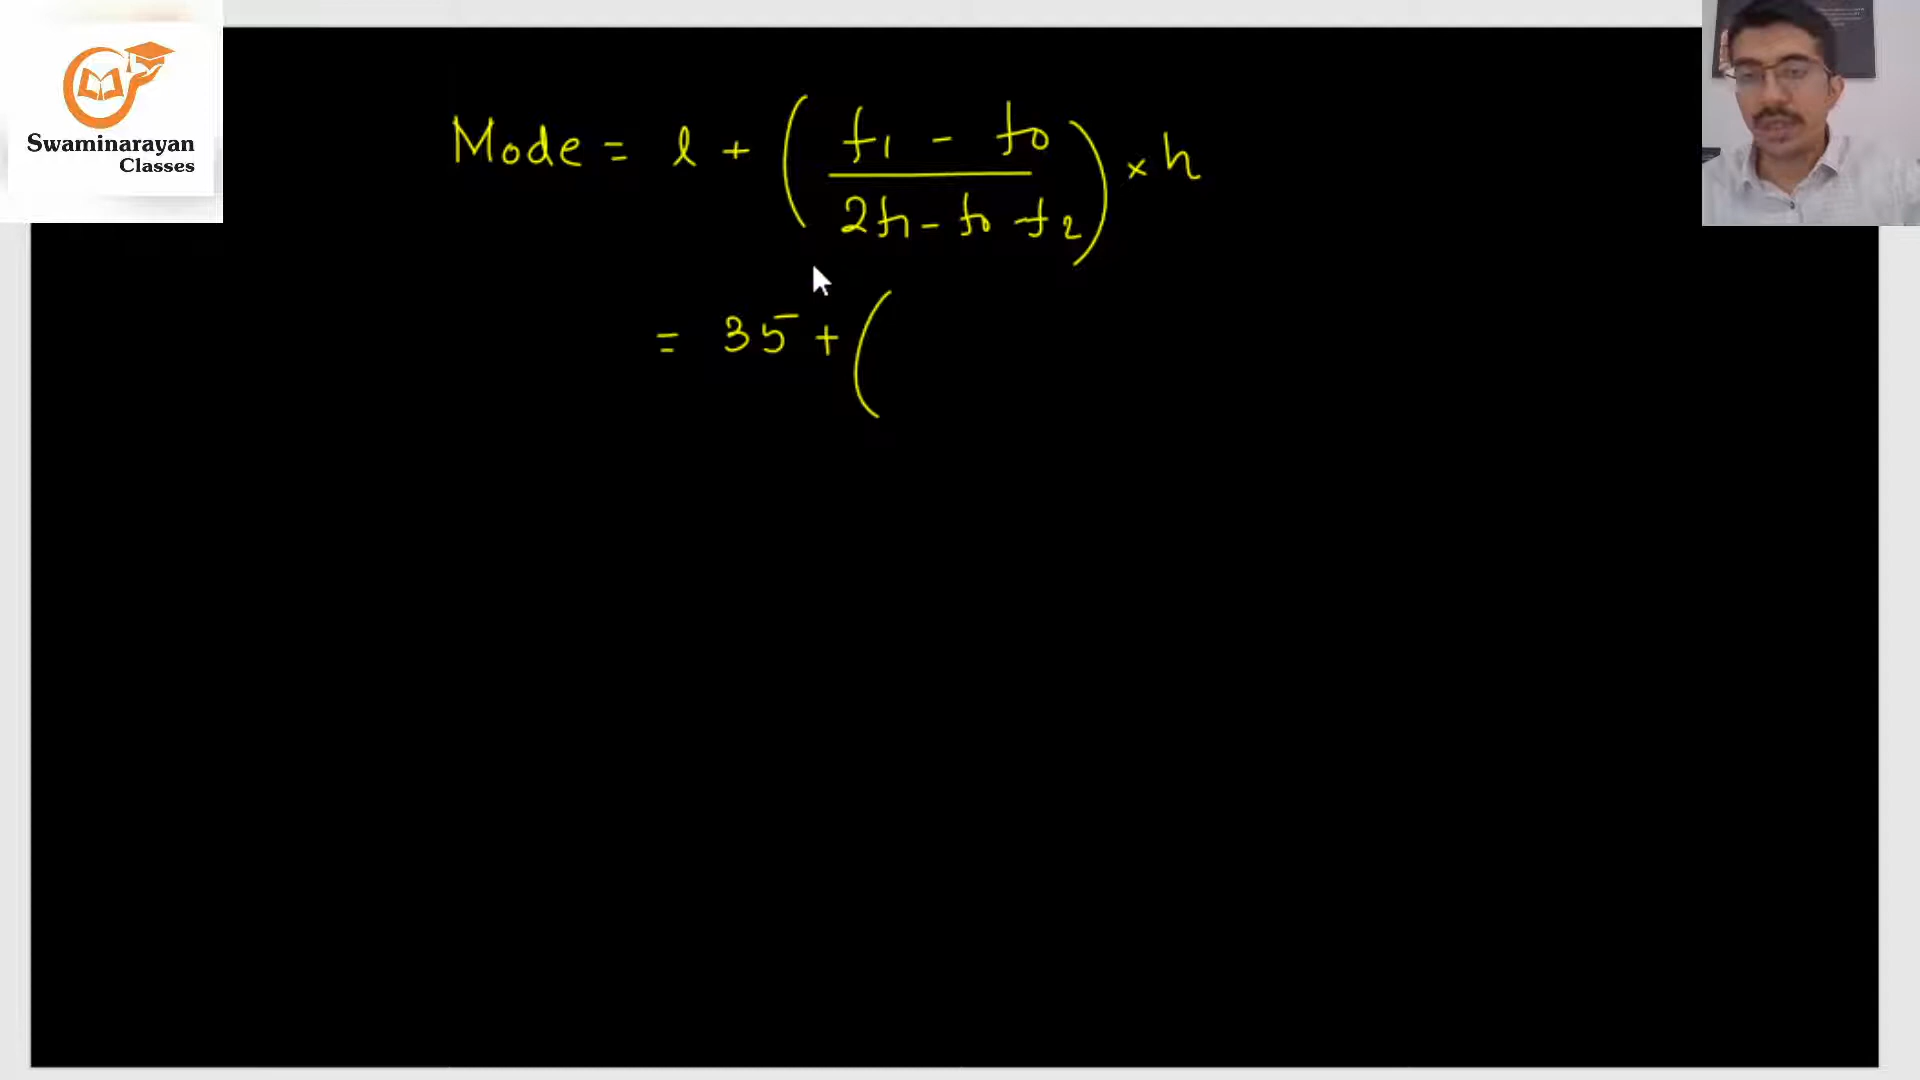 Swaminarayan
Classes
Mode = l + ( f₁ - f₀ / 2f₁ - f₀ - f₂ ) × h
= 35 + (